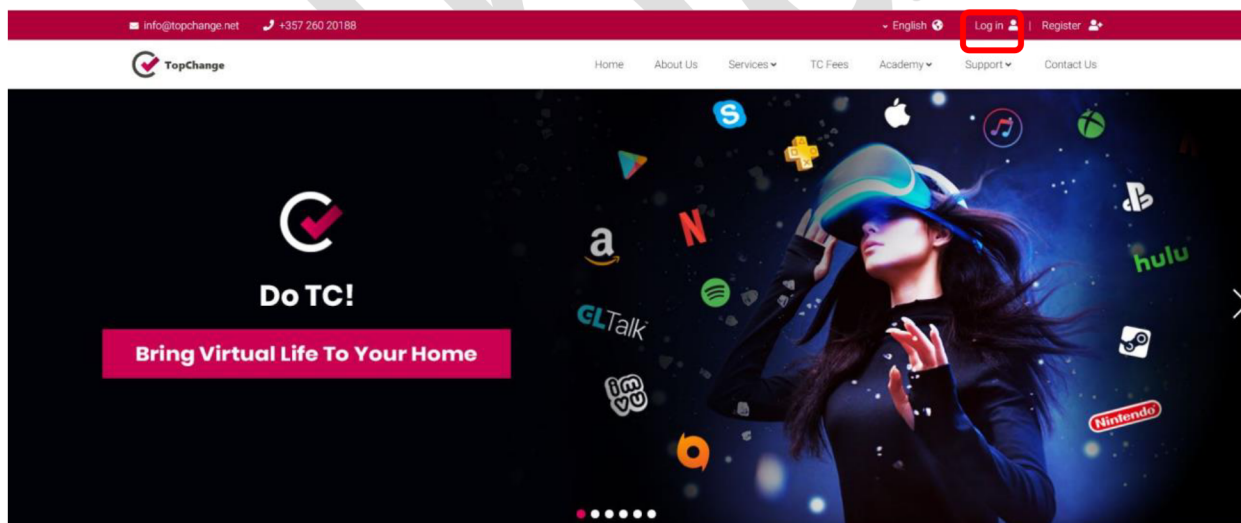 info@topchange.net +357 260 20188 English Log in | Register
TopChange Home About Us Services TC Fees Academy Support Contact Us
Do TC!
Bring Virtual Life To Your Home
S
a
N
hulu
GLTalk
imvu
Nintendo